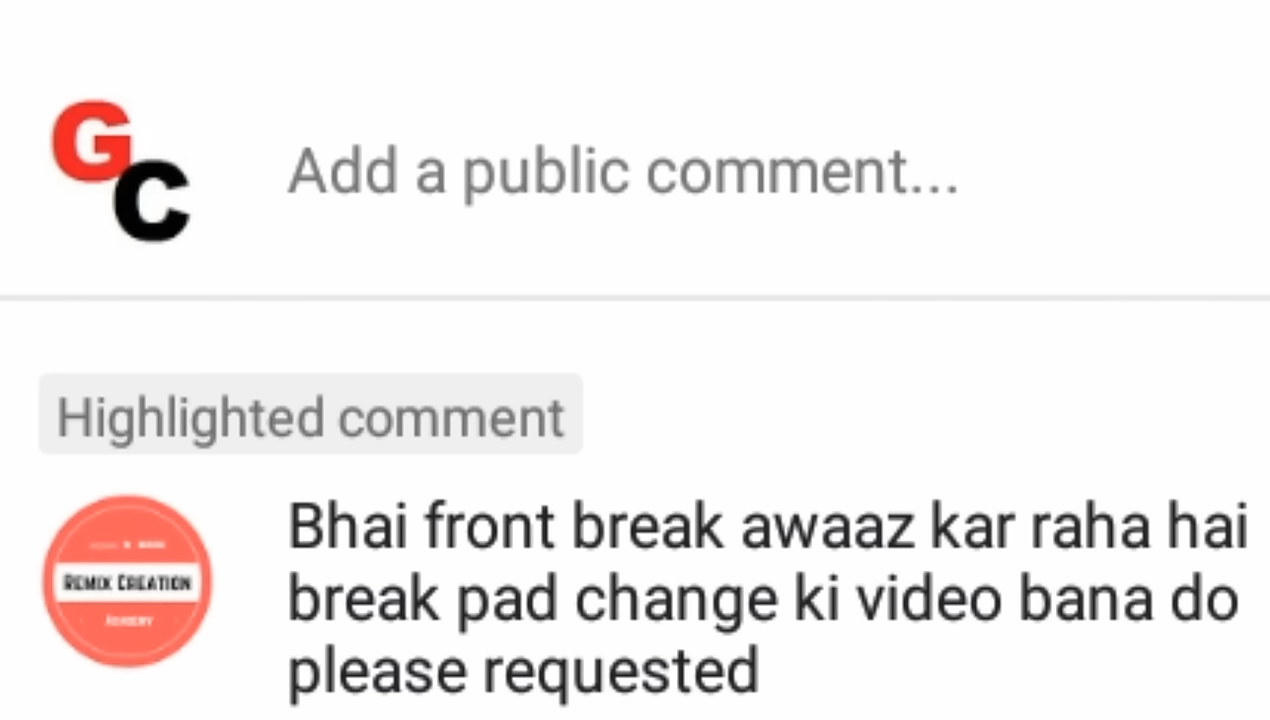 GC
Add a public comment...
Highlighted comment
REMIX CREATION
Bhai front break awaaz kar raha hai
break pad change ki video bana do
please requested